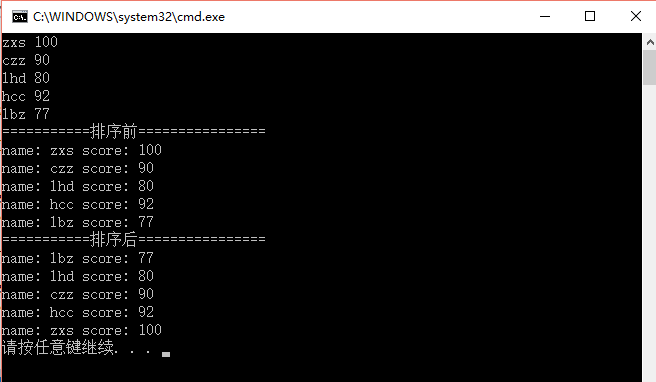 C:\WINDOWS\system32\cmd.exe
zxs 100
czz 90
lhd 80
hcc 92
lbz 77
===========排序前================
name: zxs score: 100
name: czz score: 90
name: lhd score: 80
name: hcc score: 92
name: lbz score: 77
===========排序后================
name: lbz score: 77
name: lhd score: 80
name: czz score: 90
name: hcc score: 92
name: zxs score: 100
请按任意键继续. . .